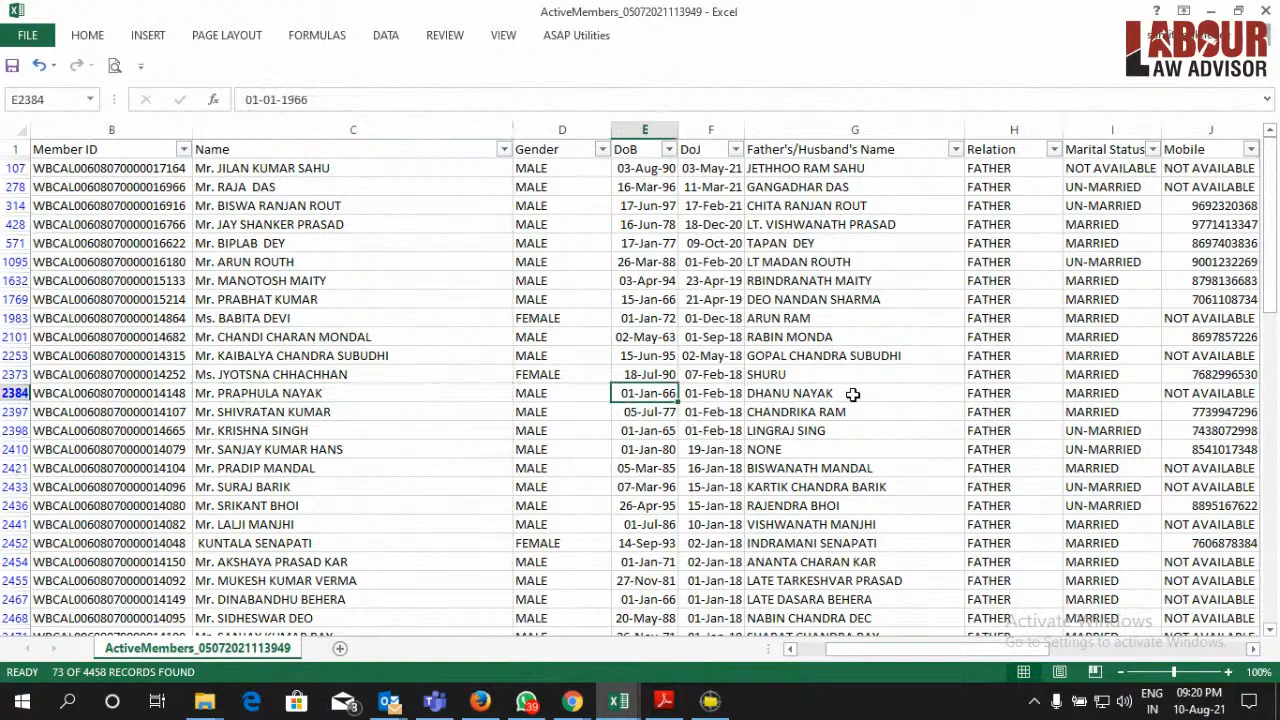 ActiveMembers_05072021113949 - Excel
?
LABOUR
LAW ADVISOR
FILE HOME INSERT PAGE LAYOUT FORMULAS DATA REVIEW VIEW ASAP Utilities
E2384 fx 01-01-1966
B C D E F G H I J
1 Member ID Name Gender DoB DoJ Father's/Husband's Name Relation Marital Status Mobile
107 WBCAL00608070000017164 Mr. JILAN KUMAR SAHU MALE 03-Aug-90 03-May-21 JETHHOO RAM SAHU FATHER NOT AVAILABLE NOT AVAILABLE
278 WBCAL00608070000016966 Mr. RAJA DAS MALE 16-Mar-96 11-Mar-21 GANGADHAR DAS FATHER UN-MARRIED NOT AVAILABLE
314 WBCAL00608070000016916 Mr. BISWA RANJAN ROUT MALE 17-Jun-97 17-Feb-21 CHITA RANJAN ROUT FATHER UN-MARRIED 9692320368
428 WBCAL00608070000016766 Mr. JAY SHANKER PRASAD MALE 16-Jun-78 18-Dec-20 LT. VISHWANATH PRASAD FATHER MARRIED 9771413347
571 WBCAL00608070000016622 Mr. BIPLAB DEY MALE 17-Jan-77 09-Oct-20 TAPAN DEY FATHER MARRIED 8697403836
1095 WBCAL00608070000016180 Mr. ARUN ROUTH MALE 26-Mar-88 01-Feb-20 LT MADAN ROUTH FATHER UN-MARRIED 9001232269
1632 WBCAL00608070000015133 Mr. MANOTOSH MAITY MALE 03-Apr-94 23-Apr-19 RBINDRANATH MAITY FATHER MARRIED 8798136683
1769 WBCAL00608070000015214 Mr. PRABHAT KUMAR MALE 15-Jan-66 21-Apr-19 DEO NANDAN SHARMA FATHER MARRIED 7061108734
1983 WBCAL00608070000014864 Ms. BABITA DEVI FEMALE 01-Jan-72 01-Dec-18 ARUN RAM FATHER MARRIED NOT AVAILABLE
2101 WBCAL00608070000014682 Mr. CHANDI CHARAN MONDAL MALE 02-May-63 01-Sep-18 RABIN MONDA FATHER MARRIED 8697857226
2253 WBCAL00608070000014315 Mr. KAIBALYA CHANDRA SUBUDHI MALE 15-Jun-95 02-May-18 GOPAL CHANDRA SUBUDHI FATHER MARRIED NOT AVAILABLE
2373 WBCAL00608070000014252 Ms. JYOTSNA CHHACHHAN FEMALE 18-Jul-90 07-Feb-18 SHURU FATHER MARRIED 7682996530
2384 WBCAL00608070000014148 Mr. PRAPHULA NAYAK MALE 01-Jan-66 01-Feb-18 DHANU NAYAK FATHER MARRIED NOT AVAILABLE
2397 WBCAL00608070000014107 Mr. SHIVRATAN KUMAR MALE 05-Jul-77 01-Feb-18 CHANDRIKA RAM FATHER MARRIED 7739947296
2398 WBCAL00608070000014165 Mr. KRISHNA SINGH MALE 01-Jan-65 01-Feb-18 LINGRAJ SING FATHER UN-MARRIED 7438072998
2410 WBCAL00608070000014079 Mr. SANJAY KUMAR HANS MALE 01-Jan-80 19-Jan-18 NONE FATHER UN-MARRIED 8541017348
2421 WBCAL00608070000014104 Mr. PRADIP MANDAL MALE 05-Mar-85 16-Jan-18 BISWANATH MANDAL FATHER MARRIED NOT AVAILABLE
2433 WBCAL00608070000014096 Mr. SURAJ BARIK MALE 07-Mar-96 15-Jan-18 KARTIK CHANDRA BARIK FATHER UN-MARRIED NOT AVAILABLE
2436 WBCAL00608070000014080 Mr. SRIKANT BHOI MALE 26-Apr-95 15-Jan-18 RAJENDRA BHOI FATHER UN-MARRIED 8895167622
2441 WBCAL00608070000014082 Mr. LALJI MANJHI MALE 01-Jul-86 10-Jan-18 VISHWANATH MANJHI FATHER MARRIED NOT AVAILABLE
2452 WBCAL00608070000014048 KUNTALA SENAPATI FEMALE 14-Sep-93 02-Jan-18 INDRAMANI SENAPATI FATHER MARRIED 7606878384
2454 WBCAL00608070000014150 Mr. AKSHAYA PRASAD KAR MALE 01-Jan-71 02-Jan-18 ANANTA CHARAN KAR FATHER MARRIED NOT AVAILABLE
2455 WBCAL00608070000014092 Mr. MUKESH KUMAR VERMA MALE 27-Nov-81 01-Jan-18 LATE TARKESHVAR PRASAD FATHER MARRIED NOT AVAILABLE
2467 WBCAL00608070000014149 Mr. DINABANDHU BEHERA MALE 01-Jan-66 01-Jan-18 LATE DASARA BEHERA FATHER MARRIED NOT AVAILABLE
2468 WBCAL00608070000014095 Mr. SIDHESWAR DEO MALE 20-May-88 01-Jan-18 NABIN CHANDRA DEC FATHER MARRIED NOT AVAILABLE
Activate Windows
Go to Settings to activate Windows.
ActiveMembers_05072021113949
READY 73 OF 4458 RECORDS FOUND 100%
3 39 ENG 09:20 PM
IN 10-Aug-21